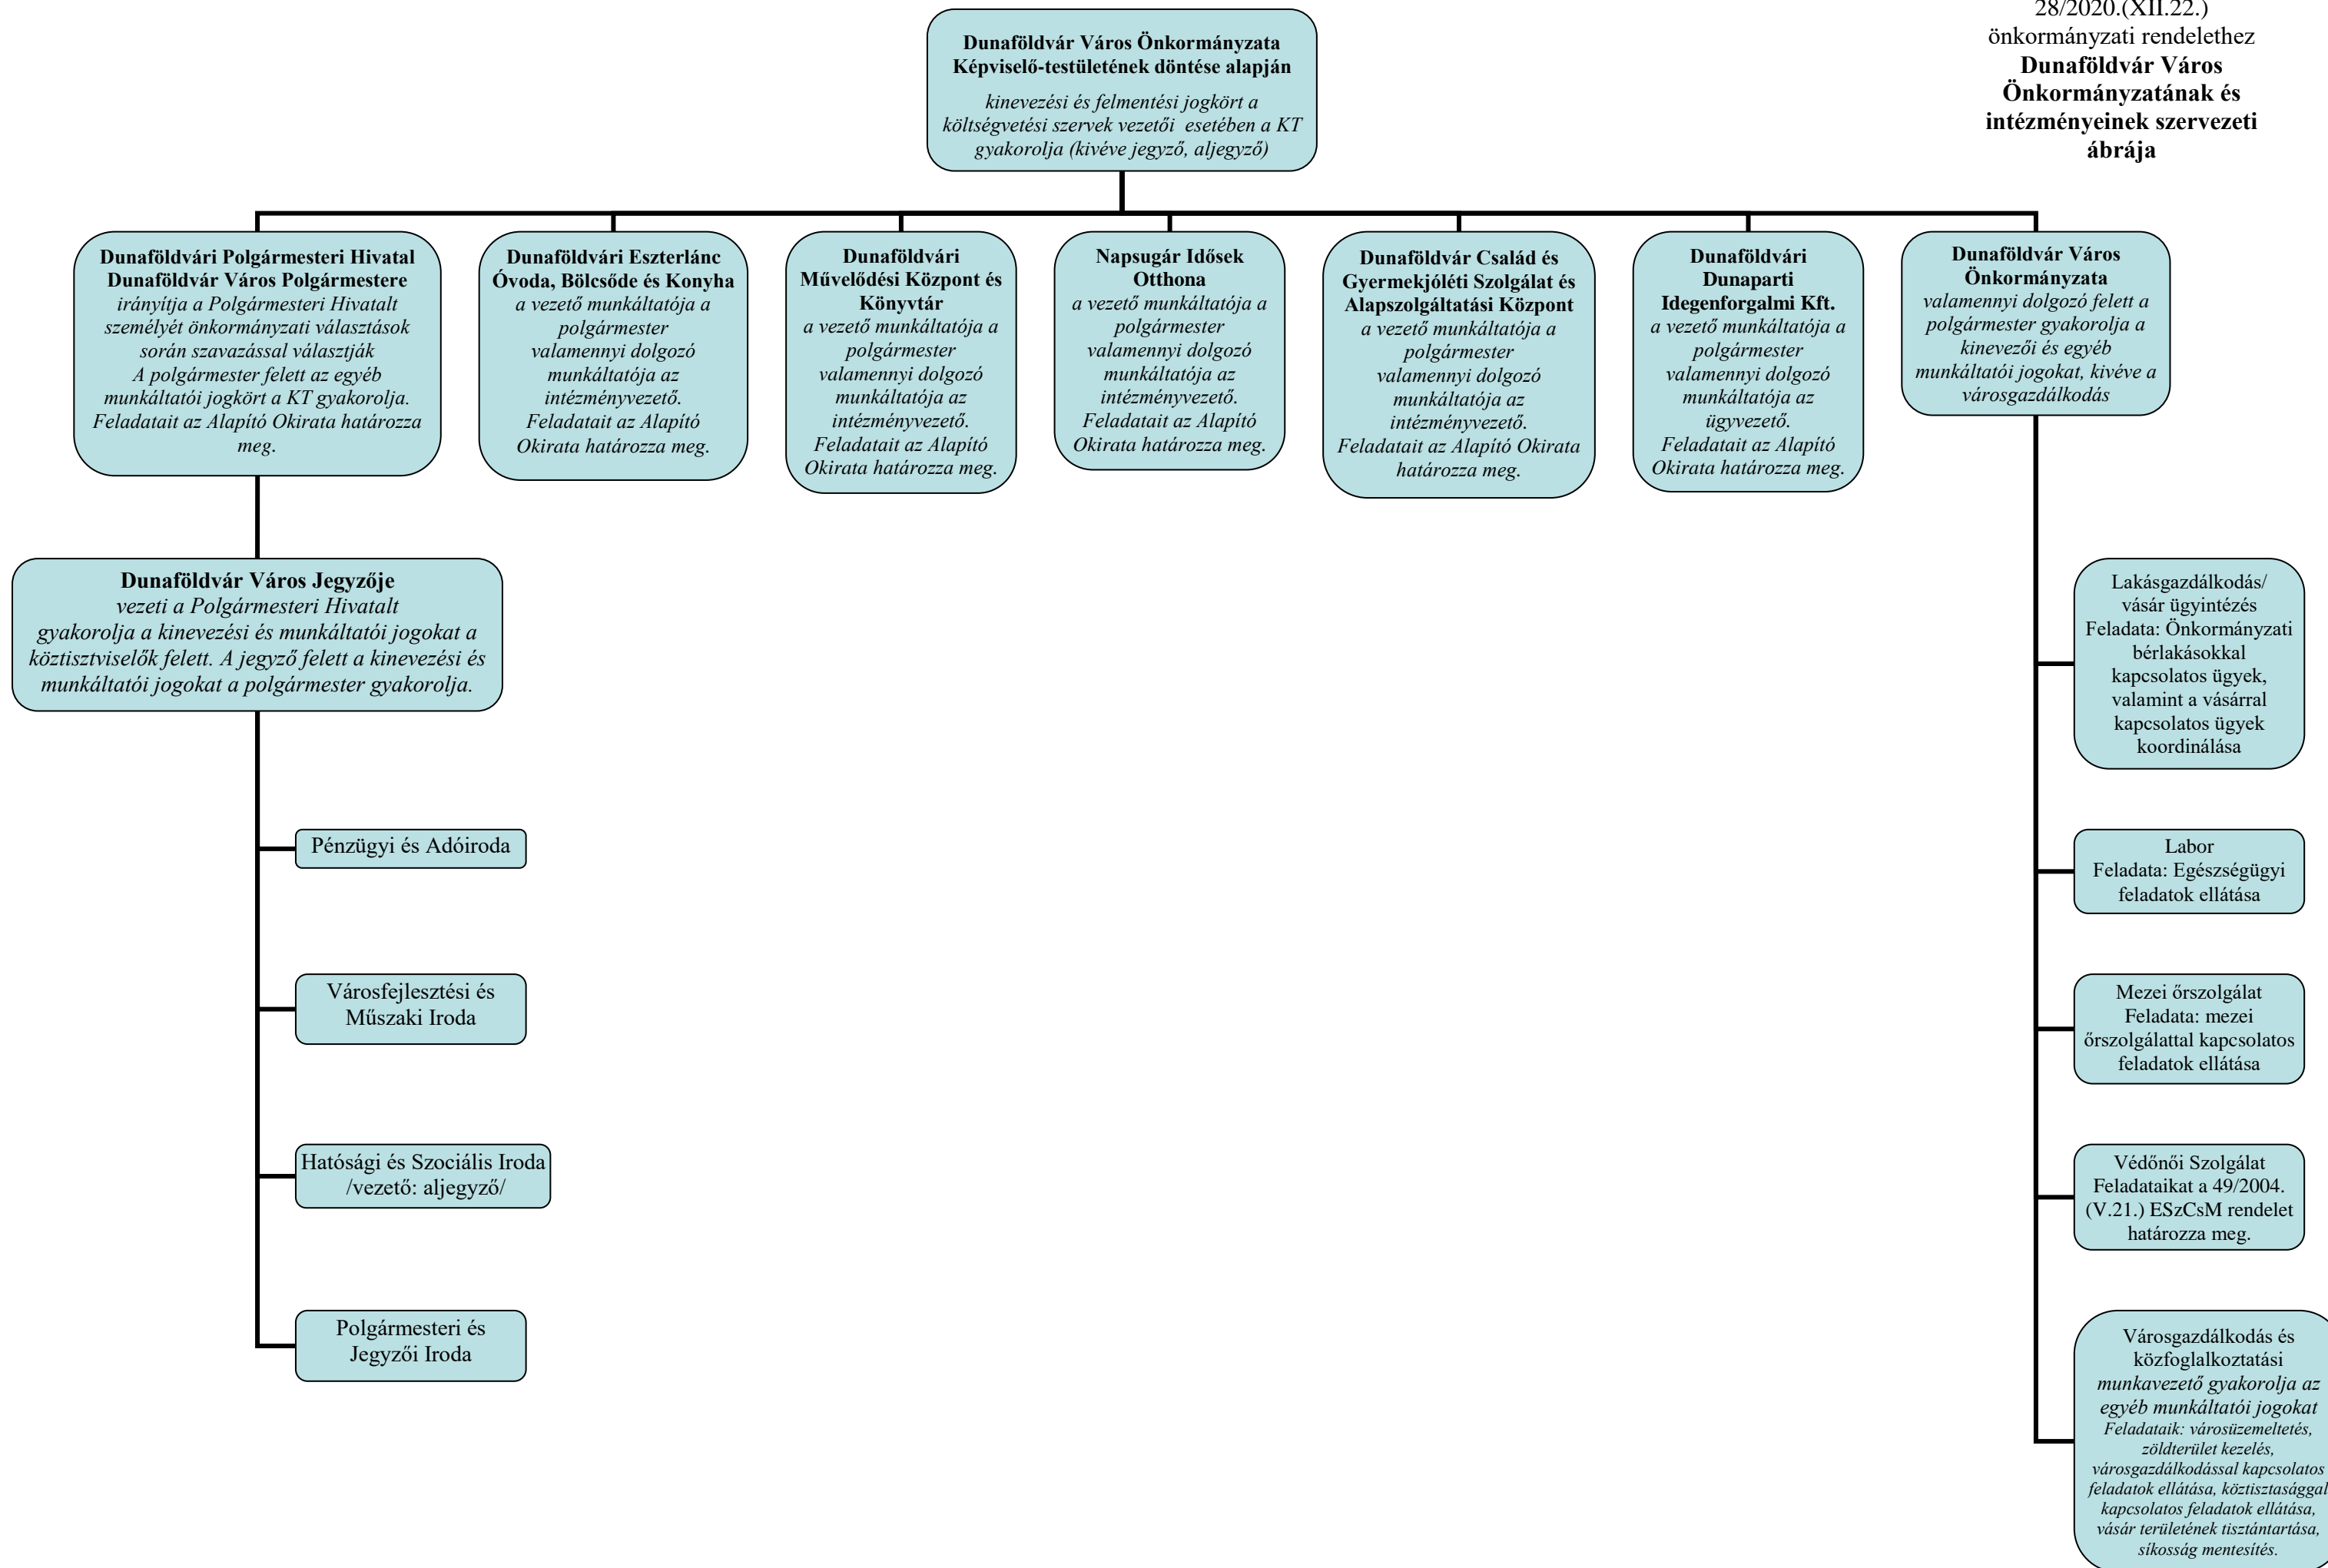 28/2020.(XII.22.)
önkormányzati rendelethez
Dunaföldvár Város
Önkormányzatának és
intézményeinek szervezeti
ábrája
Dunaföldvár Város Önkormányzata
Képviselő-testületének döntése alapján
kinevezési és felmentési jogkört a
költségvetési szervek vezetői esetében a KT
gyakorolja (kivéve jegyző, aljegyző)
Dunaföldvári Polgármesteri Hivatal
Dunaföldvár Város Polgármestere
irányítja a Polgármesteri Hivatalt
személyét önkormányzati választások
során szavazással választják
A polgármester felett az egyéb
munkáltatói jogkört a KT gyakorolja.
Feladatait az Alapító Okirata határozza
meg.
Dunaföldvári Eszterlánc
Óvoda, Bölcsőde és Konyha
a vezető munkáltatója a
polgármester
valamennyi dolgozó
munkáltatója az
intézményvezető.
Feladatait az Alapító
Okirata határozza meg.
Dunaföldvári
Művelődési Központ és
Könyvtár
a vezető munkáltatója a
polgármester
valamennyi dolgozó
munkáltatója az
intézményvezető.
Feladatait az Alapító
Okirata határozza meg.
Napsugár Idősek
Otthona
a vezető munkáltatója a
polgármester
valamennyi dolgozó
munkáltatója az
intézményvezető.
Feladatait az Alapító
Okirata határozza meg.
Dunaföldvár Család és
Gyermekjóléti Szolgálat és
Alapszolgáltatási Központ
a vezető munkáltatója a
polgármester
valamennyi dolgozó
munkáltatója az
intézményvezető.
Feladatait az Alapító Okirata
határozza meg.
Dunaföldvári
Dunaparti
Idegenforgalmi Kft.
a vezető munkáltatója a
polgármester
valamennyi dolgozó
munkáltatója az
ügyvezető.
Feladatait az Alapító
Okirata határozza meg.
Dunaföldvár Város
Önkormányzata
valamennyi dolgozó felett a
polgármester gyakorolja a
kinevezői és egyéb
munkáltatói jogokat, kivéve a
városgazdálkodás
Dunaföldvár Város Jegyzője
vezeti a Polgármesteri Hivatalt
gyakorolja a kinevezési és munkáltatói jogokat a
köztisztviselők felett. A jegyző felett a kinevezési és
munkáltatói jogokat a polgármester gyakorolja.
Pénzügyi és Adóiroda
Városfejlesztési és
Műszaki Iroda
Hatósági és Szociális Iroda
/vezető: aljegyző/
Polgármesteri és
Jegyzői Iroda
Lakásgazdálkodás/
vásár ügyintézés
Feladata: Önkormányzati
bérlakásokkal
kapcsolatos ügyek,
valamint a vásárral
kapcsolatos ügyek
koordinálása
Labor
Feladata: Egészségügyi
feladatok ellátása
Mezei őrszolgálat
Feladata: mezei
őrszolgálattal kapcsolatos
feladatok ellátása
Védőnői Szolgálat
Feladataikat a 49/2004.
(V.21.) ESzCsM rendelet
határozza meg.
Városgazdálkodás és
közfoglalkoztatási
munkavezető gyakorolja az
egyéb munkáltatói jogokat
Feladataik: városüzemeltetés,
zöldterület kezelés,
városgazdálkodással kapcsolatos
feladatok ellátása, köztisztasággal
kapcsolatos feladatok ellátása,
vásár területének tisztántartása,
síkosság mentesítés.